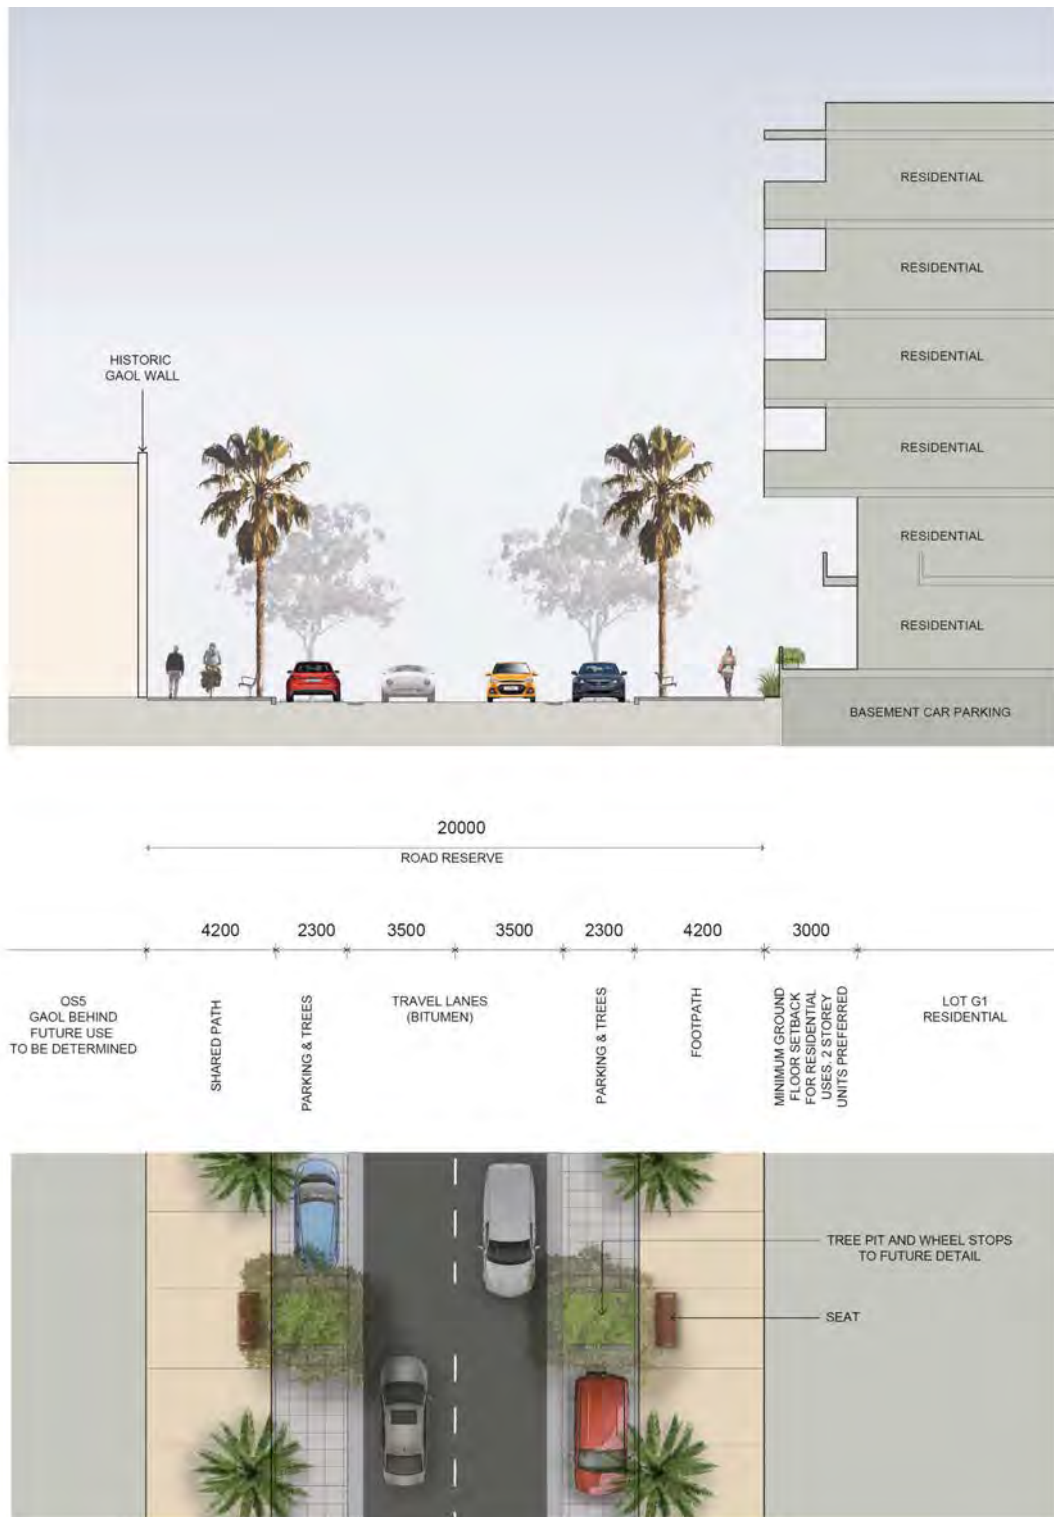 RESIDENTIAL
RESIDENTIAL
RESIDENTIAL
HISTORIC
GAOL WALL
RESIDENTIAL
RESIDENTIAL
RESIDENTIAL
BASEMENT CAR PARKING
20000
ROAD RESERVE
4200
2300
3500
3500
2300
4200
3000
OS5
GAOL BEHIND
FUTURE USE
TO BE DETERMINED
SHARED PATH
PARKING & TREES
TRAVEL LANES
(BITUMEN)
PARKING & TREES
FOOTPATH
MINIMUM GROUND
FLOOR SETBACK
FOR RESIDENTIAL
USES. 2 STOREY
UNITS PREFERRED
LOT G1
RESIDENTIAL
TREE PIT AND WHEEL STOPS
TO FUTURE DETAIL
SEAT